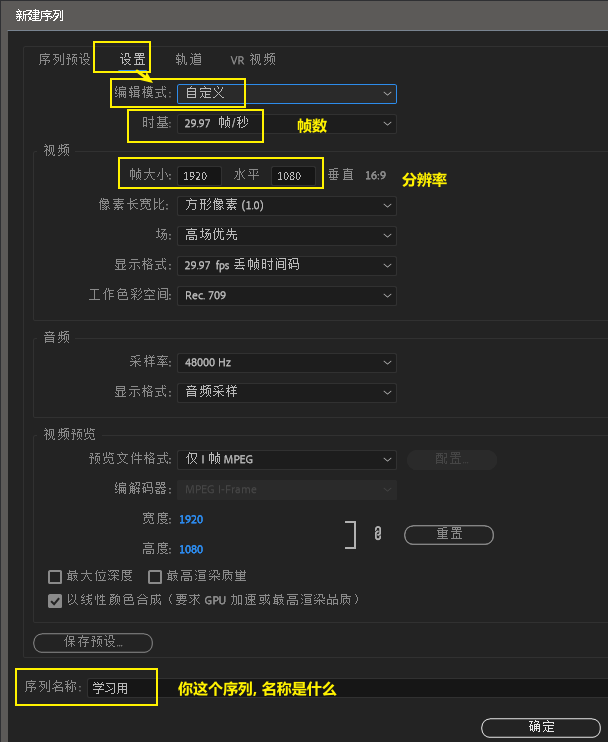 新建序列
序列预设 设置 轨道 VR 视频
编辑模式: 自定义
时基: 29.97 帧/秒 帧数
视频
帧大小: 1920 水平 1080 垂直 16:9 分辨率
像素长宽比: 方形像素 (1.0)
场: 高场优先
显示格式: 29.97 fps 丢帧时间码
工作色彩空间: Rec. 709
音频
采样率: 48000 Hz
显示格式: 音频采样
视频预览
预览文件格式: 仅 I 帧 MPEG 配置...
编解码器: MPEG I-Frame
宽度: 1920
高度: 1080 重置
最大位深度 最高渲染质量
以线性颜色合成（要求 GPU 加速或最高渲染品质）
保存预设...
序列名称: 学习用 你这个序列, 名称是什么
确定